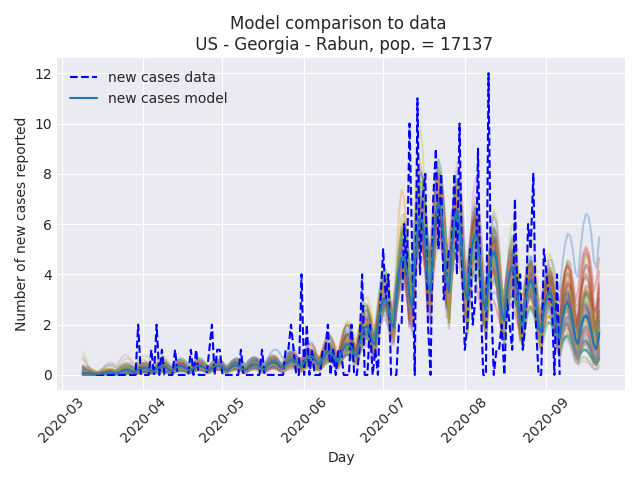 Model comparison to data
US - Georgia - Rabun, pop. = 17137
new cases data
new cases model
Number of new cases reported
12
10
8
6
4
2
0
2020-03
2020-04
2020-05
2020-06
2020-07
2020-08
2020-09
Day